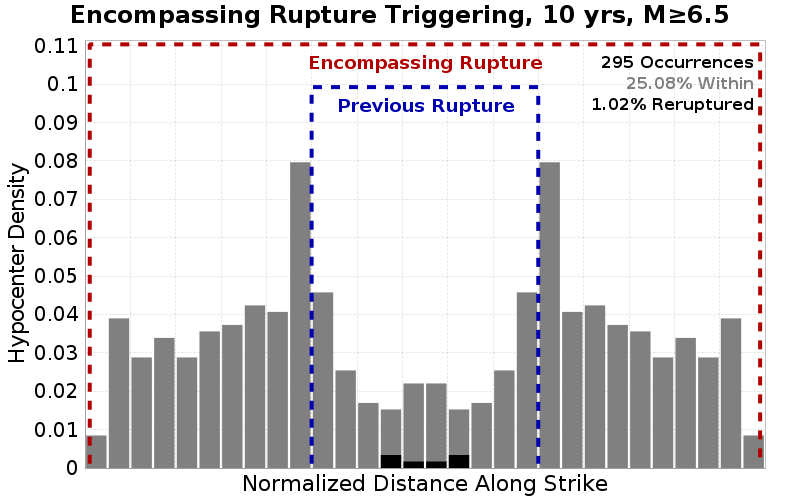 Encompassing Rupture Triggering, 10 yrs, M≥6.5
Encompassing Rupture
295 Occurrences
25.08% Within
Previous Rupture
1.02% Reruptured
Hypocenter Density
0.11
0.1
0.09
0.08
0.07
0.06
0.05
0.04
0.03
0.02
0.01
0
Normalized Distance Along Strike